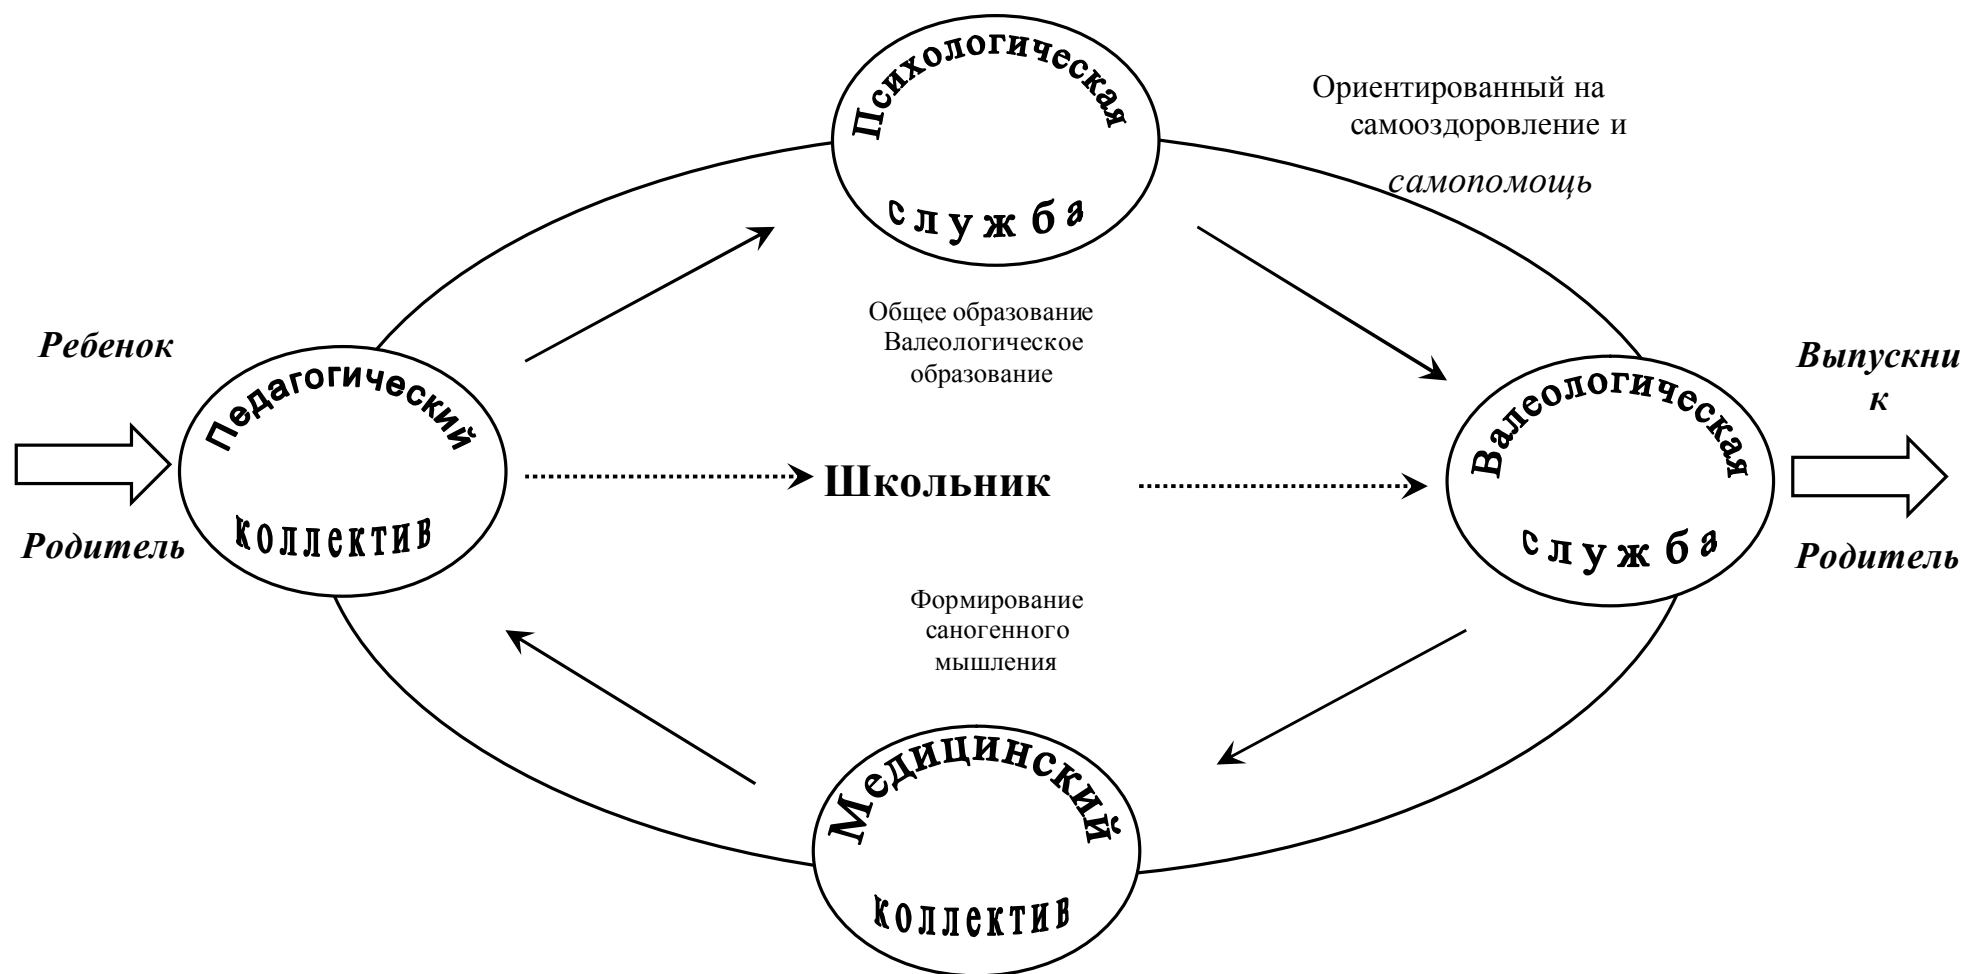 Психологическая
служба
Ориентированный на
самооздоровление и
самопомощь
Общее образование
Валеологическое
образование
Ребенок
Родитель
Педагогический
коллектив
Школьник
Валеологическая
служба
Выпускни
к
Родитель
Формирование
саногенного
мышления
Медицинский
коллектив